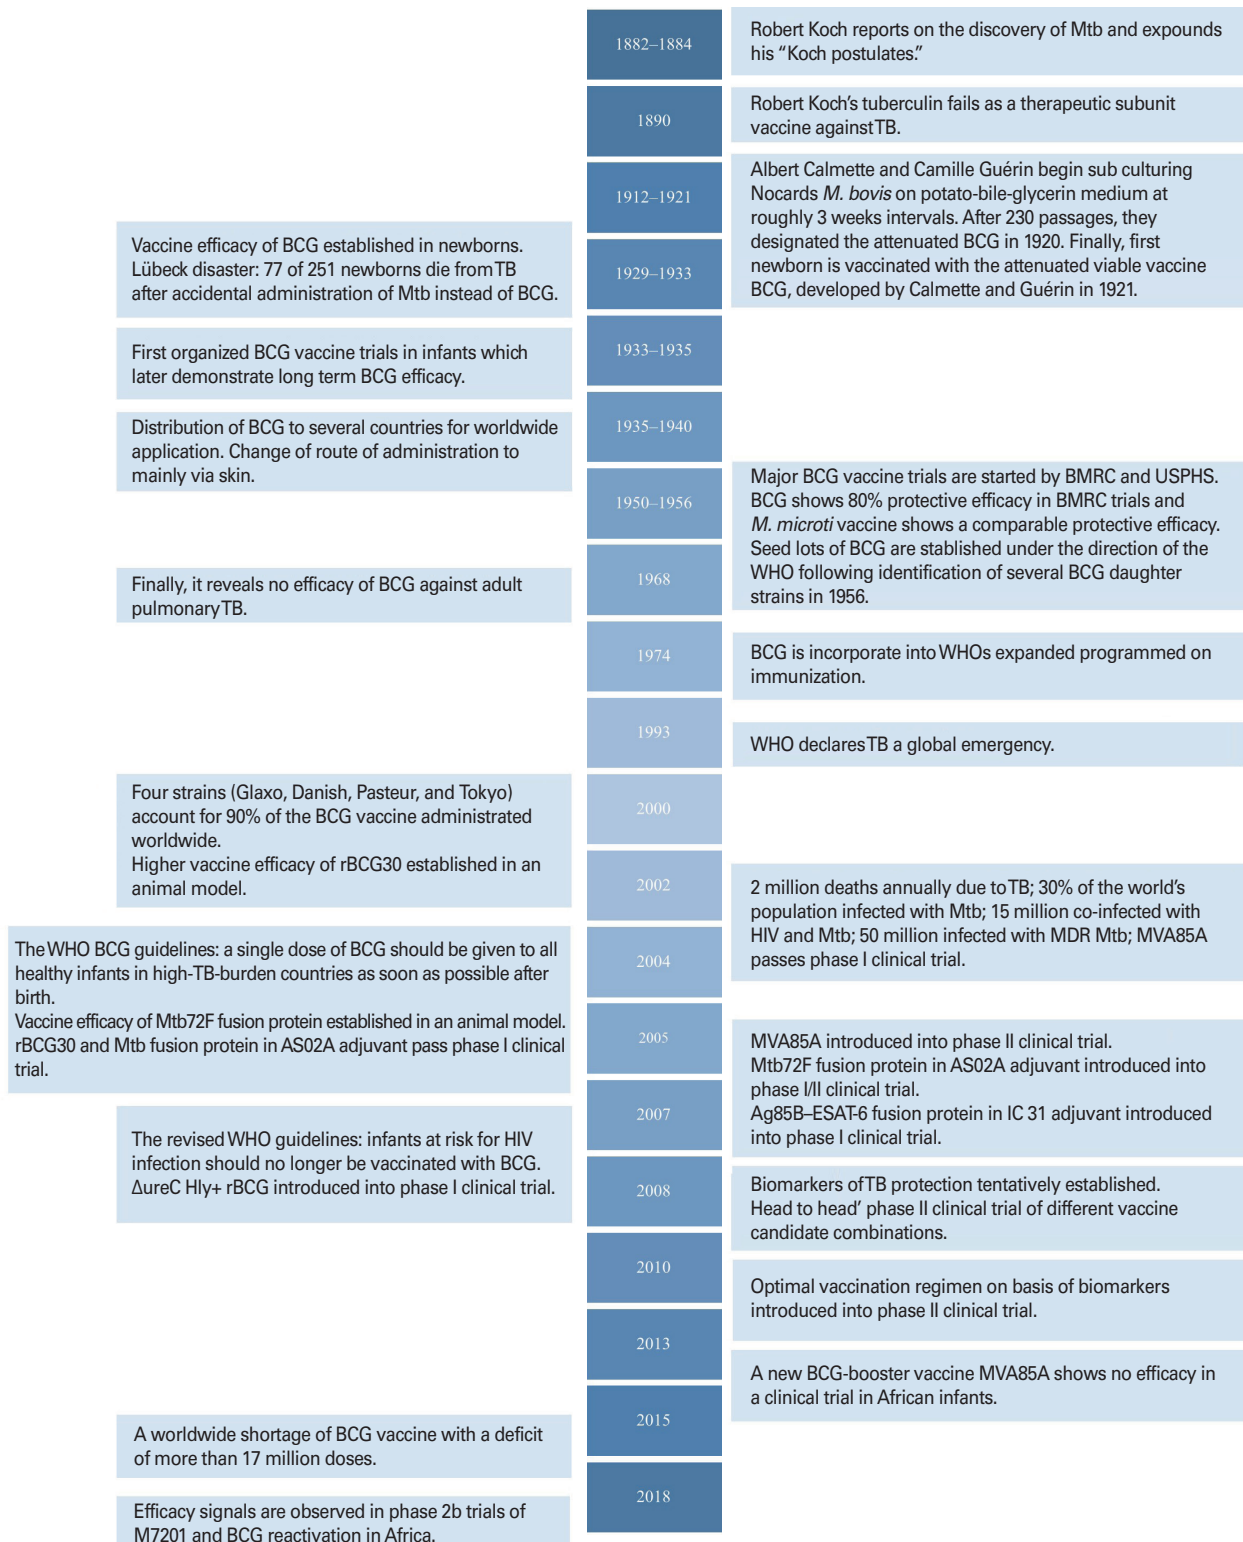 1882–1884
Robert Koch reports on the discovery of Mtb and expounds
his “Koch postulates.”
1890
Robert Koch’s tuberculin fails as a therapeutic subunit
vaccine against TB.
1912–1921
Albert Calmette and Camille Guérin begin sub culturing
Nocards M. bovis on potato-bile-glycerin medium at
roughly 3 weeks intervals. After 230 passages, they
designated the attenuated BCG in 1920. Finally, first
newborn is vaccinated with the attenuated viable vaccine
BCG, developed by Calmette and Guérin in 1921.
1929–1933
Vaccine efficacy of BCG established in newborns.
Lübeck disaster: 77 of 251 newborns die from TB
after accidental administration of Mtb instead of BCG.
1933–1935
First organized BCG vaccine trials in infants which
later demonstrate long term BCG efficacy.
1935–1940
Distribution of BCG to several countries for worldwide
application. Change of route of administration to
mainly via skin.
1950–1956
Major BCG vaccine trials are started by BMRC and USPHS.
BCG shows 80% protective efficacy in BMRC trials and
M. microti vaccine shows a comparable protective efficacy.
Seed lots of BCG are stablished under the direction of the
WHO following identification of several BCG daughter
strains in 1956.
1968
Finally, it reveals no efficacy of BCG against adult
pulmonary TB.
1974
BCG is incorporate into WHOs expanded programmed on
immunization.
1993
WHO declares TB a global emergency.
2000
Four strains (Glaxo, Danish, Pasteur, and Tokyo)
account for 90% of the BCG vaccine administrated
worldwide.
Higher vaccine efficacy of rBCG30 established in an
animal model.
2002
2 million deaths annually due to TB; 30% of the world’s
population infected with Mtb; 15 million co-infected with
HIV and Mtb; 50 million infected with MDR Mtb; MVA85A
passes phase I clinical trial.
2004
The WHO BCG guidelines: a single dose of BCG should be given to all
healthy infants in high-TB-burden countries as soon as possible after
birth.
Vaccine efficacy of Mtb72F fusion protein established in an animal model.
rBCG30 and Mtb fusion protein in AS02A adjuvant pass phase I clinical
trial.
2005
MVA85A introduced into phase II clinical trial.
Mtb72F fusion protein in AS02A adjuvant introduced into
phase I/II clinical trial.
Ag85B–ESAT-6 fusion protein in IC 31 adjuvant introduced
into phase I clinical trial.
2007
The revised WHO guidelines: infants at risk for HIV
infection should no longer be vaccinated with BCG.
ΔureC Hly+ rBCG introduced into phase I clinical trial.
2008
Biomarkers of TB protection tentatively established.
Head to head’ phase II clinical trial of different vaccine
candidate combinations.
2010
Optimal vaccination regimen on basis of biomarkers
introduced into phase II clinical trial.
2013
A new BCG-booster vaccine MVA85A shows no efficacy in
a clinical trial in African infants.
2015
A worldwide shortage of BCG vaccine with a deficit
of more than 17 million doses.
2018
Efficacy signals are observed in phase 2b trials of
M7201 and BCG reactivation in Africa.